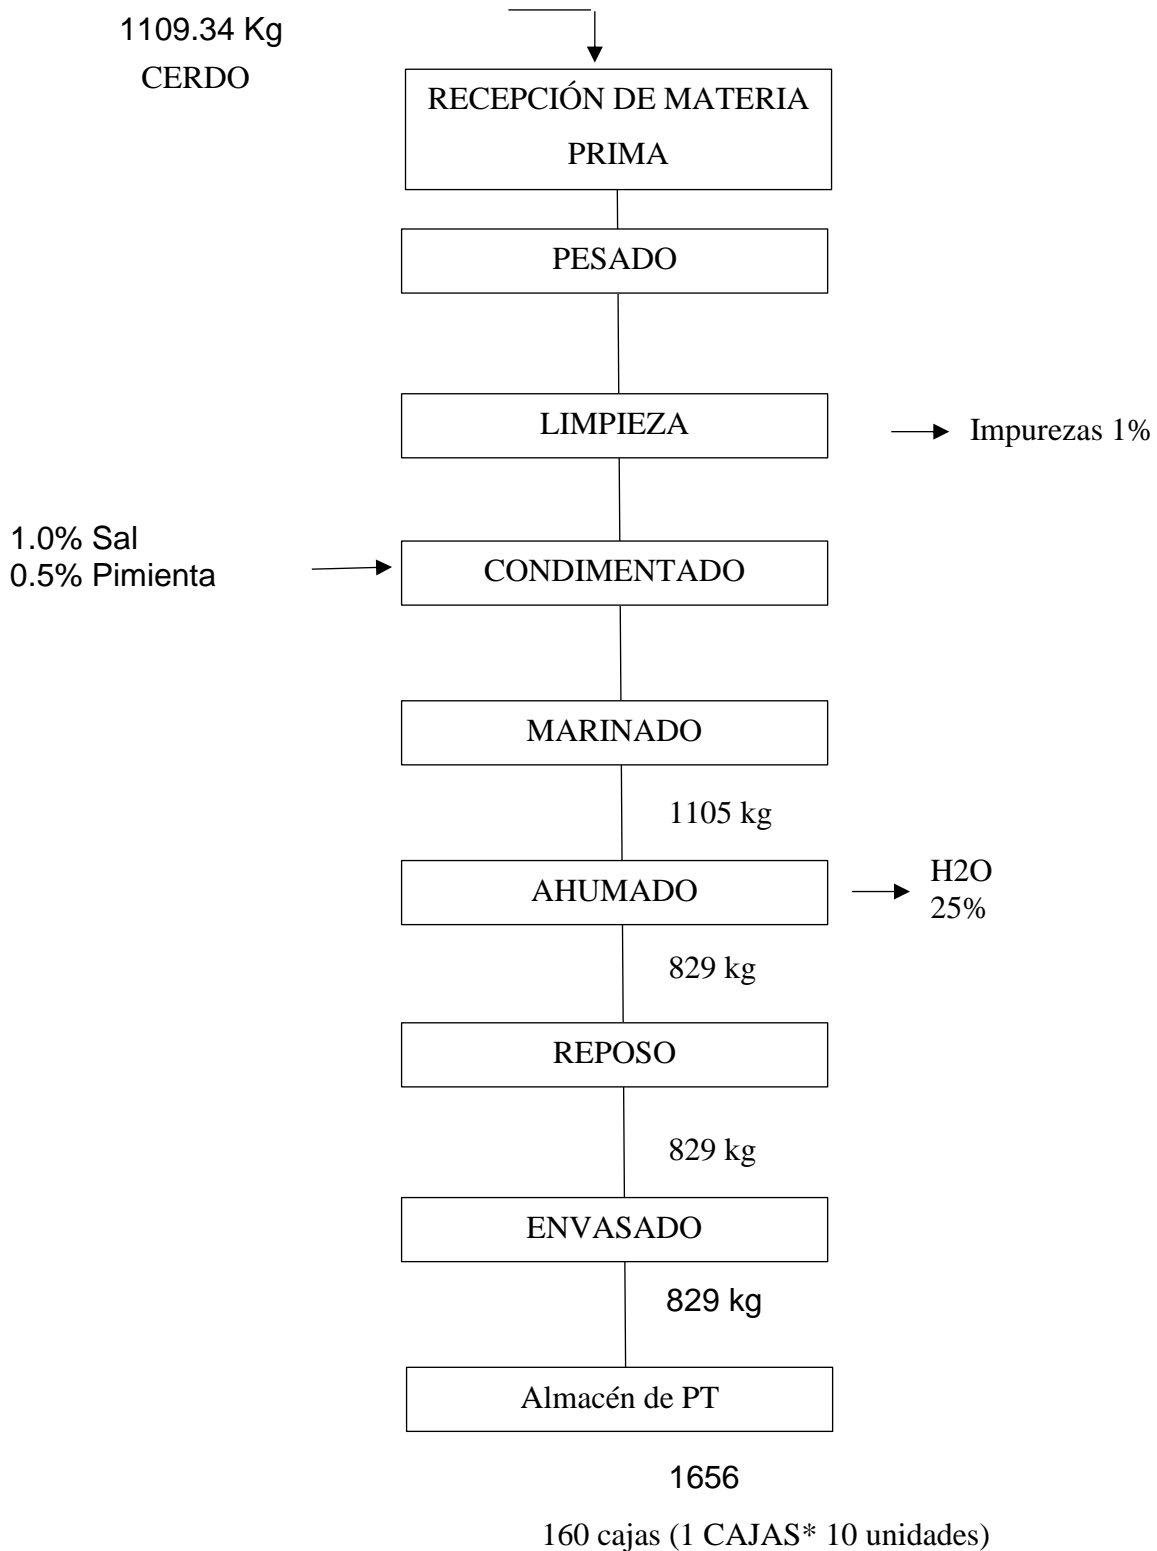 1109.34 Kg
CERDO
RECEPCIÓN DE MATERIA
PRIMA
PESADO
LIMPIEZA
Impurezas 1%
1.0% Sal
0.5% Pimienta
CONDIMENTADO
MARINADO
1105 kg
AHUMADO
H2O
25%
829 kg
REPOSO
829 kg
ENVASADO
829 kg
Almacén de PT
1656
160 cajas (1 CAJAS* 10 unidades)